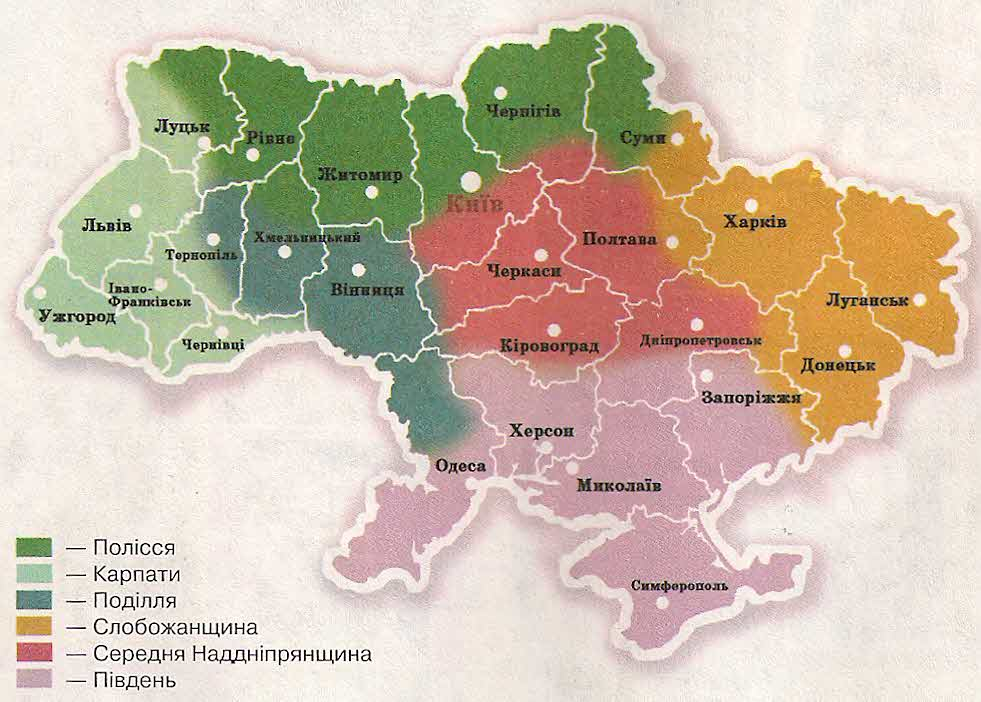 Чернігів
Луцьк
Рівне
Суми
Житомир
Київ
Львів
Харків
Тернопіль
Хмельницький
Полтава
Черкаси
Івано-
Франківськ
Вінниця
Луганськ
Ужгород
Чернівці
Кіровоград
Дніпропетровськ
Донецьк
Запоріжжя
Херсон
Одеса
Миколаїв
Симферополь
— Полісся
— Карпати
— Поділля
— Слобожанщина
— Середня Наддніпрянщина
— Південь